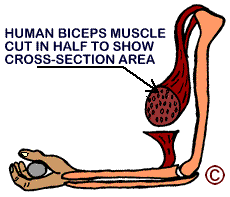 HUMAN BICEPS MUSCLE
CUT IN HALF TO SHOW
CROSS-SECTION AREA
©